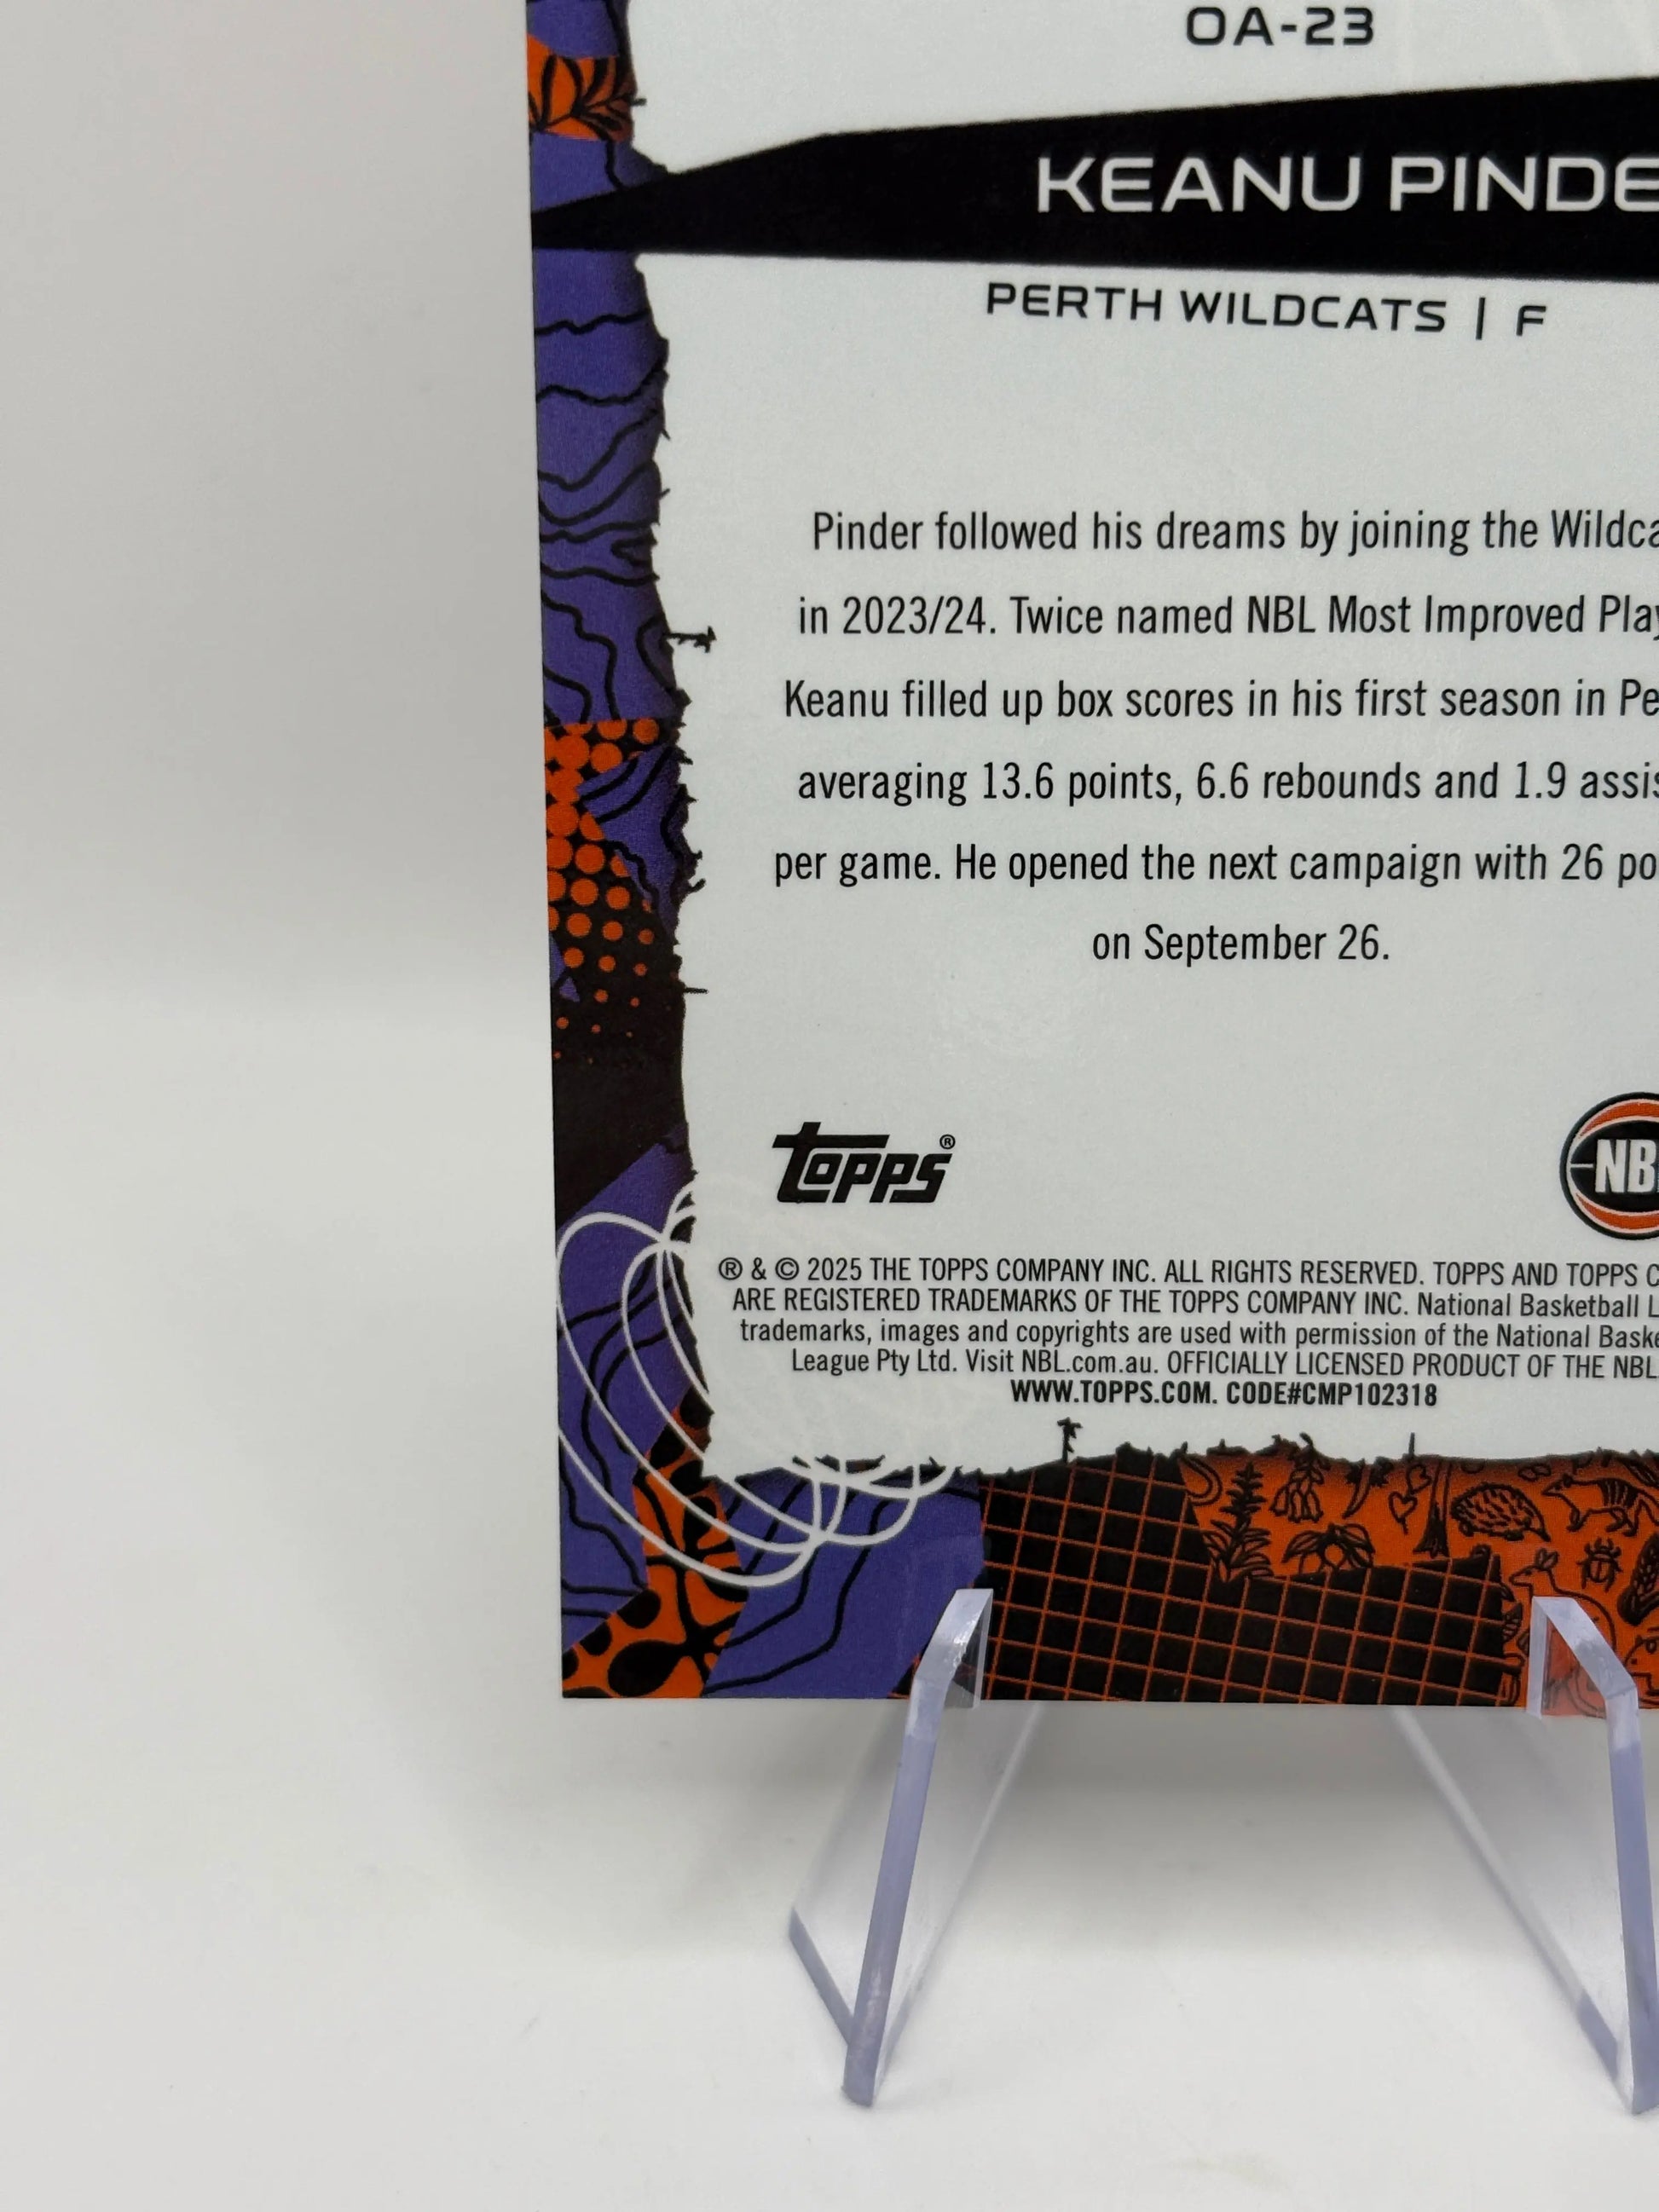 OA-23
KEANU PINDE
PERTH WILDCATS | F
Pinder followed his dreams by joining the Wildca
in 2023/24. Twice named NBL Most Improved Play
Keanu filled up box scores in his first season in Pe
averaging 13.6 points, 6.6 rebounds and 1.9 assis
per game. He opened the next campaign with 26 po
on September 26.
topps®
NB
® & © 2025 THE TOPPS COMPANY INC. ALL RIGHTS RESERVED. TOPPS AND TOPPS C
ARE REGISTERED TRADEMARKS OF THE TOPPS COMPANY INC. National Basketball L
trademarks, images and copyrights are used with permission of the National Baske
League Pty Ltd. Visit NBL.com.au. OFFICIALLY LICENSED PRODUCT OF THE NBL
WWW.TOPPS.COM. CODE#CMP102318